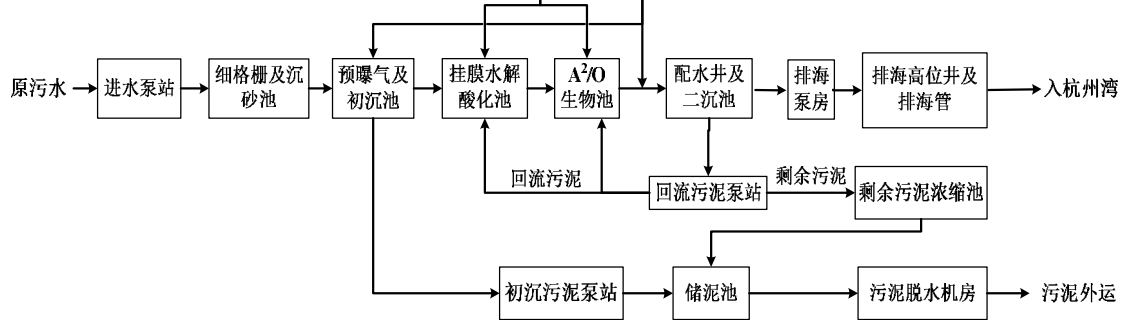 原污水
进水泵站
细格栅及沉
砂池
预曝气及
初沉池
挂膜水解
酸化池
A²/O
生物池
配水井及
二沉池
排海
泵房
排海高位井及
排海管
入杭州湾
回流污泥
回流污泥泵站
剩余污泥
剩余污泥浓缩池
初沉污泥泵站
储泥池
污泥脱水机房
污泥外运